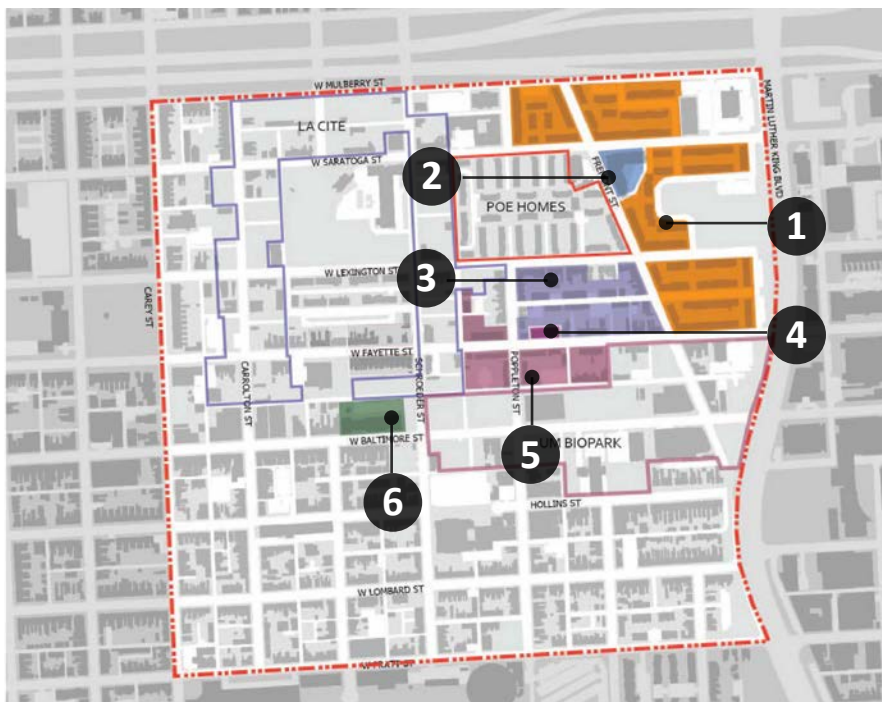 W MULBERRY ST
MARTIN LUTHER KING BLVD
LA CITE
W SARATOGA ST
2
FREMONT ST
POE HOMES
1
3
W LEXINGTON ST
CAREY ST
4
W FAYETTE ST
SCHROEDER ST
POPPLETON ST
CARROLTON ST
5
W BALTIMORE ST
UM BIOPARK
6
HOLLINS ST
W LOMBARD ST
W PRATT ST